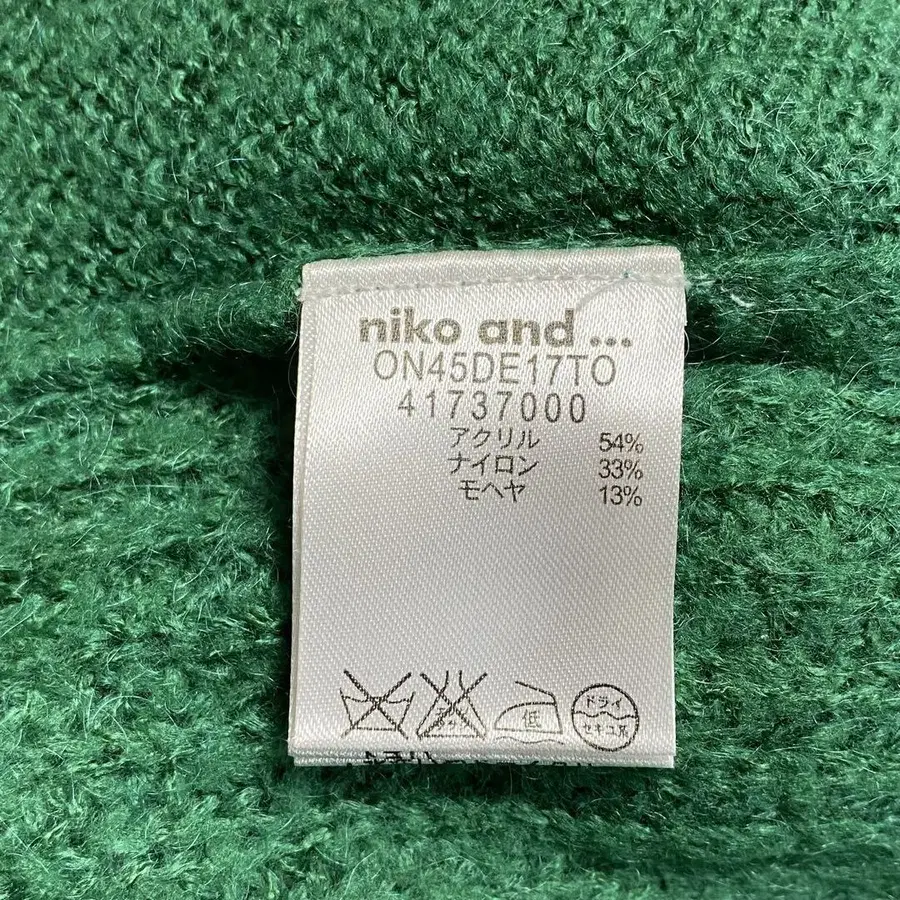 niko and ...
ON45DE17TO
41737000
アクリル 54%
ナイロン 33%
モヘヤ 13%
低
ドライ
セキユ系